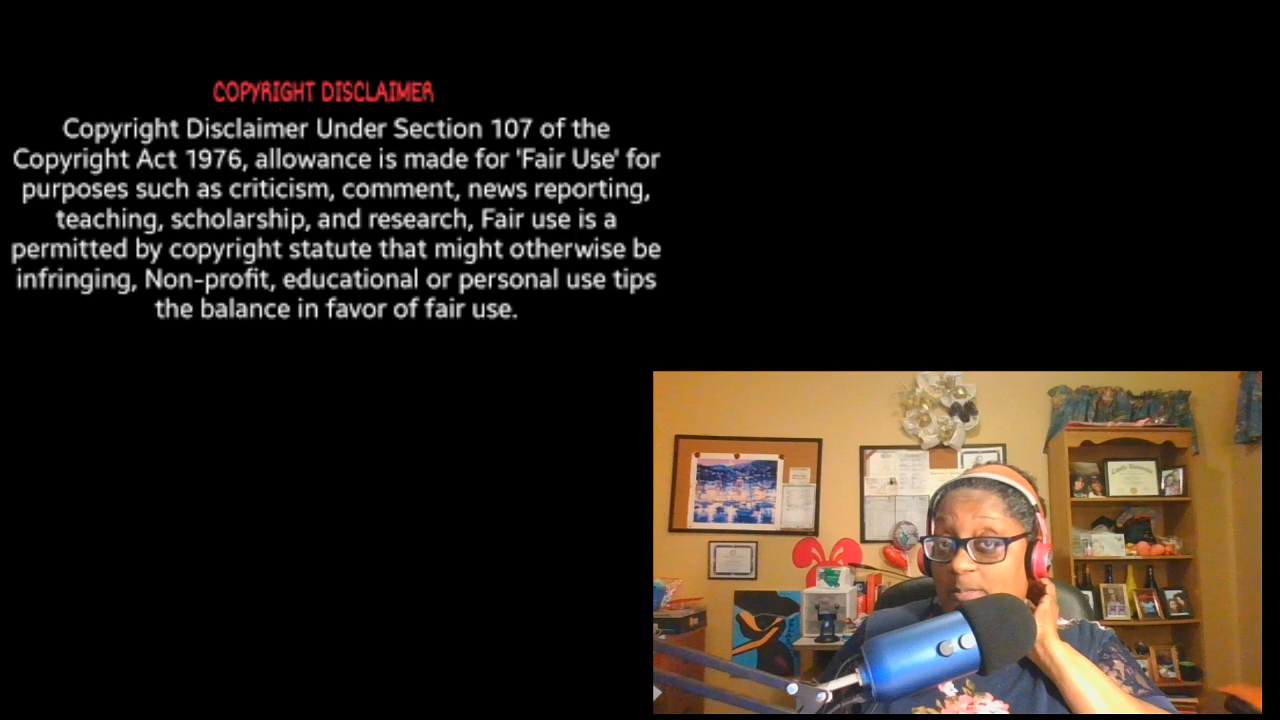 COPYRIGHT DISCLAIMER
Copyright Disclaimer Under Section 107 of the
Copyright Act 1976, allowance is made for 'Fair Use' for
purposes such as criticism, comment, news reporting,
teaching, scholarship, and research, Fair use is a
permitted by copyright statute that might otherwise be
infringing, Non-profit, educational or personal use tips
the balance in favor of fair use.